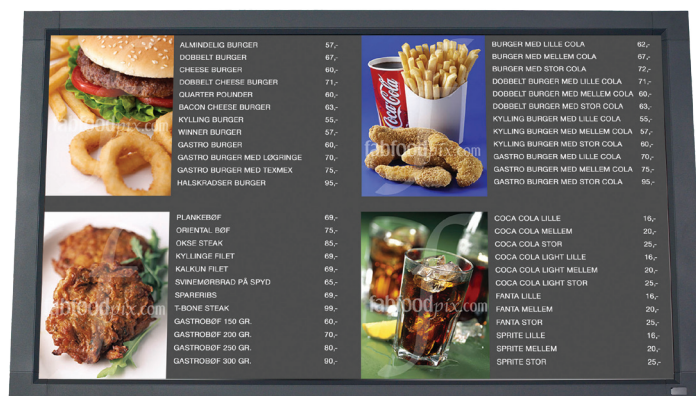 ALMINDELIG BURGER 57,-
DOBBELT BURGER 67,-
CHEESE BURGER 60,-
DOBBELT CHEESE BURGER 71,-
QUARTER POUNDER 60,-
BACON CHEESE BURGER 63,-
KYLLING BURGER 55,-
WINNER BURGER 57,-
GASTRO BURGER 60,-
GASTRO BURGER MED LØGRINGE 70,-
GASTRO BURGER MED TEXMEX 75,-
HALSKRADSER BURGER 95,-
fabfoodpix.com
BURGER MED LILLE COLA 62,-
BURGER MED MELLEM COLA 67,-
BURGER MED STOR COLA 72,-
DOBBELT BURGER MED LILLE COLA 71,-
DOBBELT BURGER MED MELLEM COLA 60,-
DOBBELT BURGER MED STOR COLA 63,-
KYLLING BURGER MED LILLE COLA 55,-
KYLLING BURGER MED MELLEM COLA 57,-
KYLLING BURGER MED STOR COLA 60,-
GASTRO BURGER MED LILLE COLA 70,-
GASTRO BURGER MED MELLEM COLA 75,-
GASTRO BURGER MED STOR COLA 95,-
Coca-Cola
fabfoodpix.com
PLANKEBØF 69,-
ORIENTAL BØF 75,-
OKSE STEAK 85,-
KYLLINGE FILET 69,-
KALKUN FILET 69,-
SVINEMØRBRAD PÅ SPYD 65,-
SPARERIBS 69,-
T-BONE STEAK 99,-
GASTROBØF 150 GR. 60,-
GASTROBØF 200 GR. 70,-
GASTROBØF 250 GR. 80,-
GASTROBØF 300 GR. 90,-
fabfoodpix.com
COCA COLA LILLE 16,-
COCA COLA MELLEM 20,-
COCA COLA STOR 25,-
COCA COLA LIGHT LILLE 16,-
COCA COLA LIGHT MELLEM 20,-
COCA COLA LIGHT STOR 25,-
FANTA LILLE 16,-
FANTA MELLEM 20,-
FANTA STOR 25,-
SPRITE LILLE 16,-
SPRITE MELLEM 20,-
SPRITE STOR 25,-
fabfoodpix.com